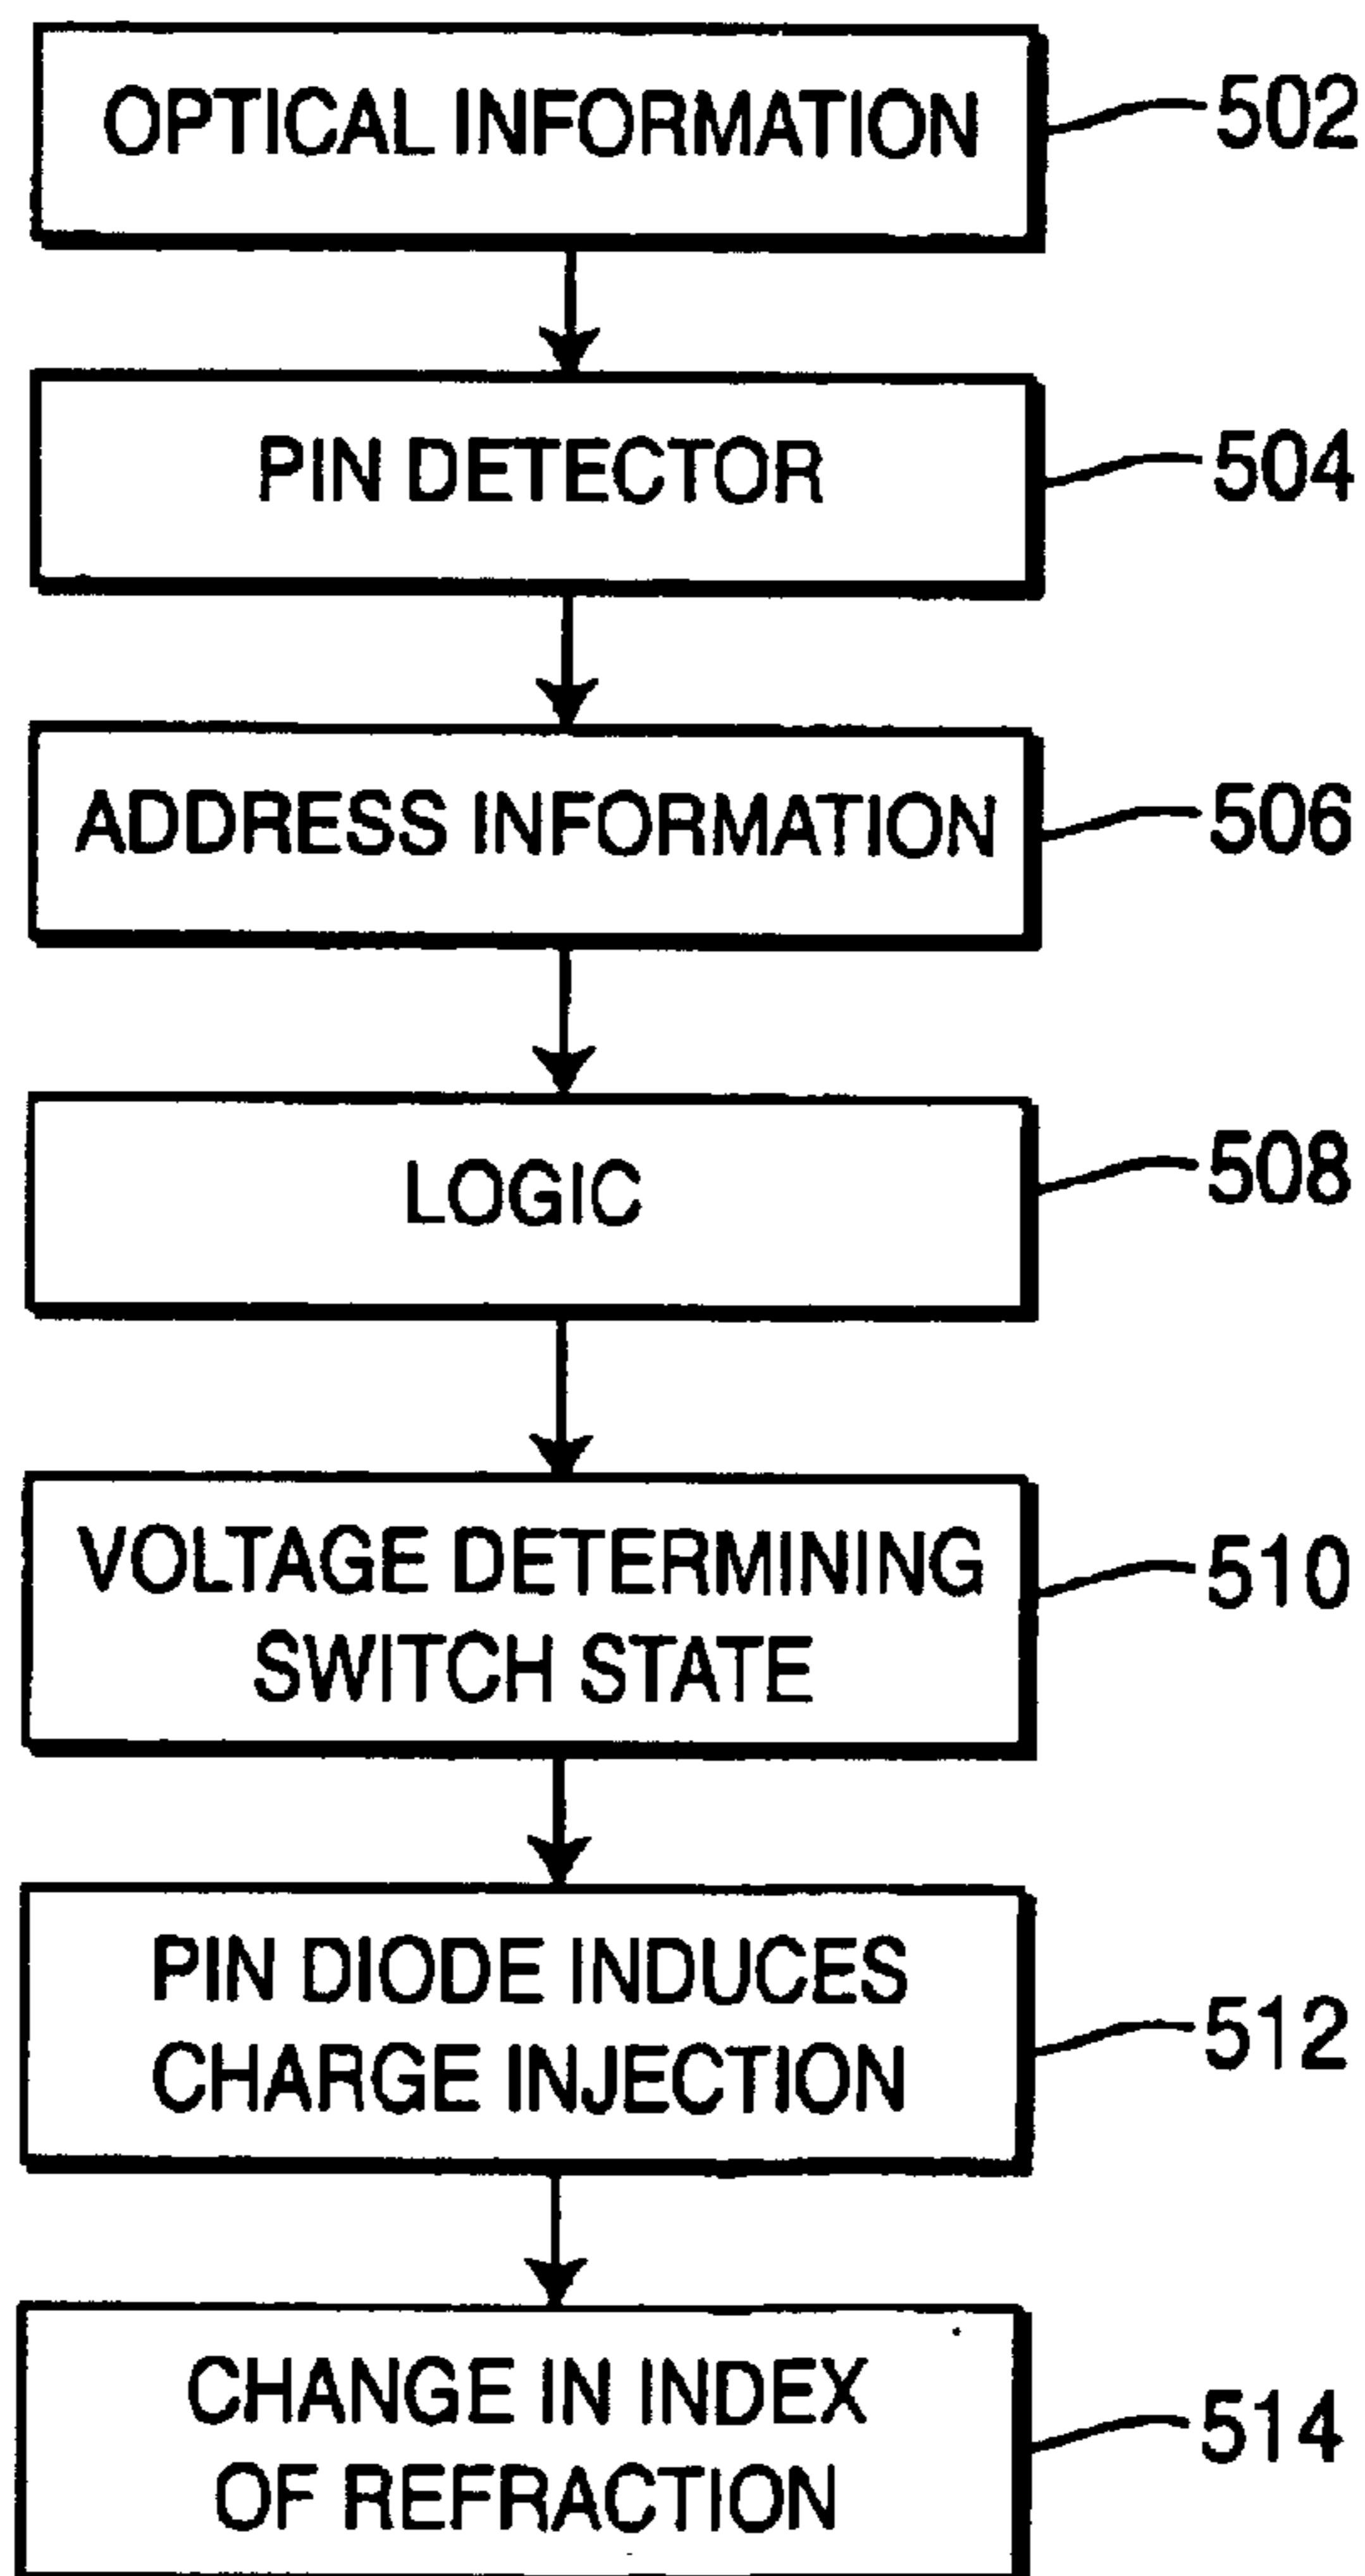 OPTICAL INFORMATION
502
PIN DETECTOR
504
ADDRESS INFORMATION
506
LOGIC
508
VOLTAGE DETERMINING
SWITCH STATE
510
PIN DIODE INDUCES
CHARGE INJECTION
512
CHANGE IN INDEX
OF REFRACTION
514